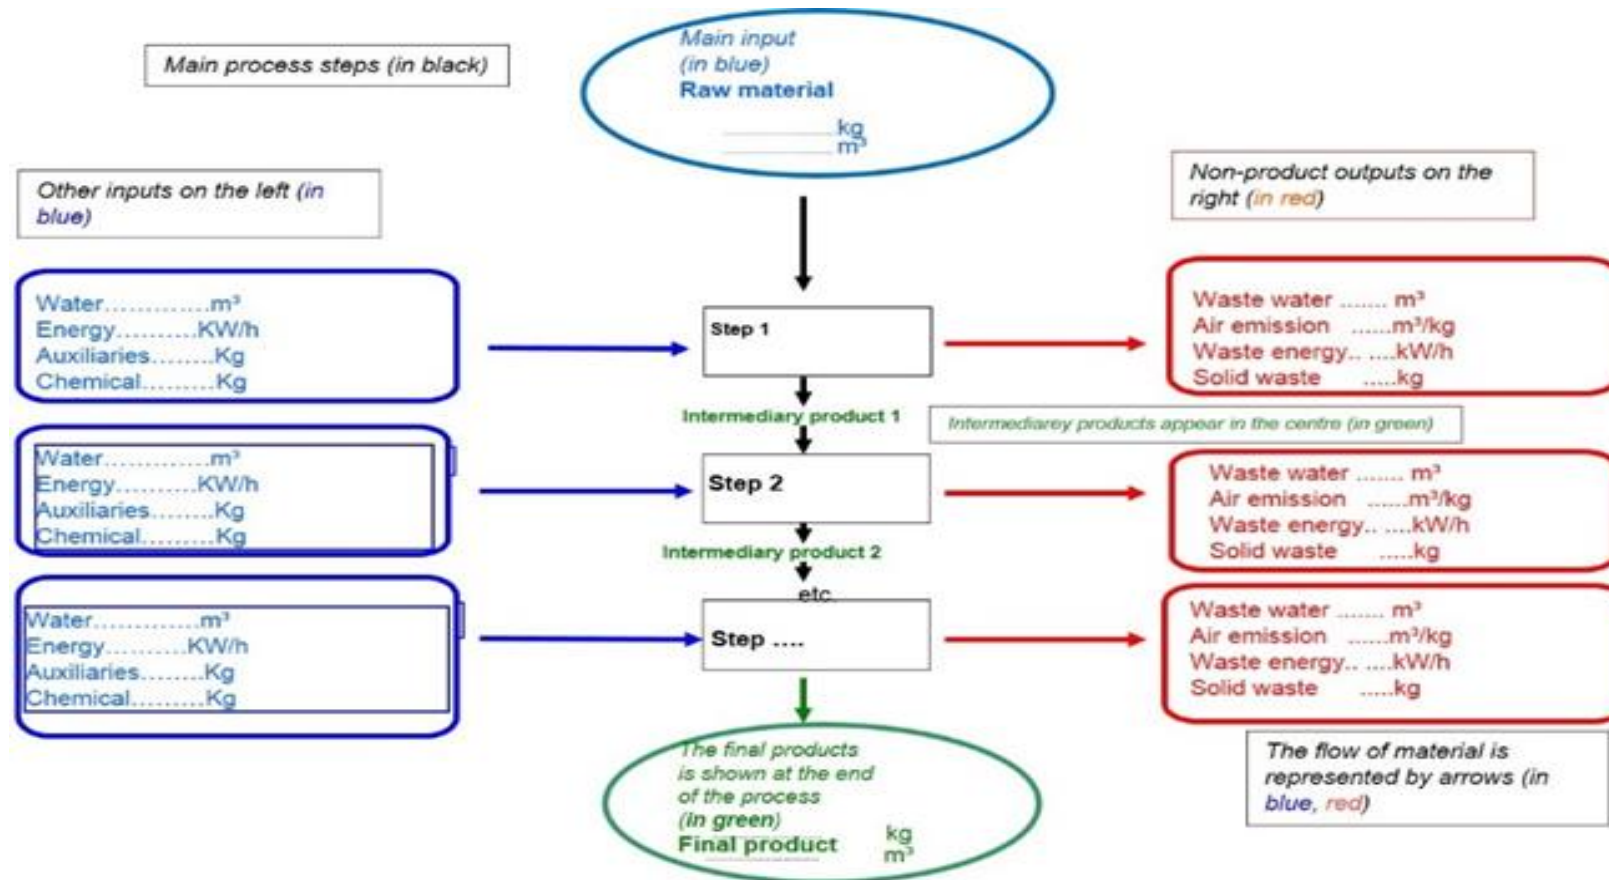 Main process steps (in black)
Main input
(in blue)
Raw material
.................... kg
.................... m³
Other inputs on the left (in
blue)
Non-product outputs on the
right (in red)
Water.............m³
Energy..........KW/h
Auxiliaries........Kg
Chemical.........Kg
Step 1
Waste water ....... m³
Air emission ......m³/kg
Waste energy.. ....kW/h
Solid waste .....kg
Intermediary product 1
Intermediarey products appear in the centre (in green)
Water.............m³
Energy..........KW/h
Auxiliaries........Kg
Chemical.........Kg
Step 2
Waste water ....... m³
Air emission ......m³/kg
Waste energy.. ....kW/h
Solid waste .....kg
Intermediary product 2
etc.
Water.............m³
Energy..........KW/h
Auxiliaries........Kg
Chemical.........Kg
Step ....
Waste water ....... m³
Air emission ......m³/kg
Waste energy.. ....kW/h
Solid waste .....kg
The final products
is shown at the end
of the process
(in green)
Final product
kg
m³
The flow of material is
represented by arrows (in
blue, red)